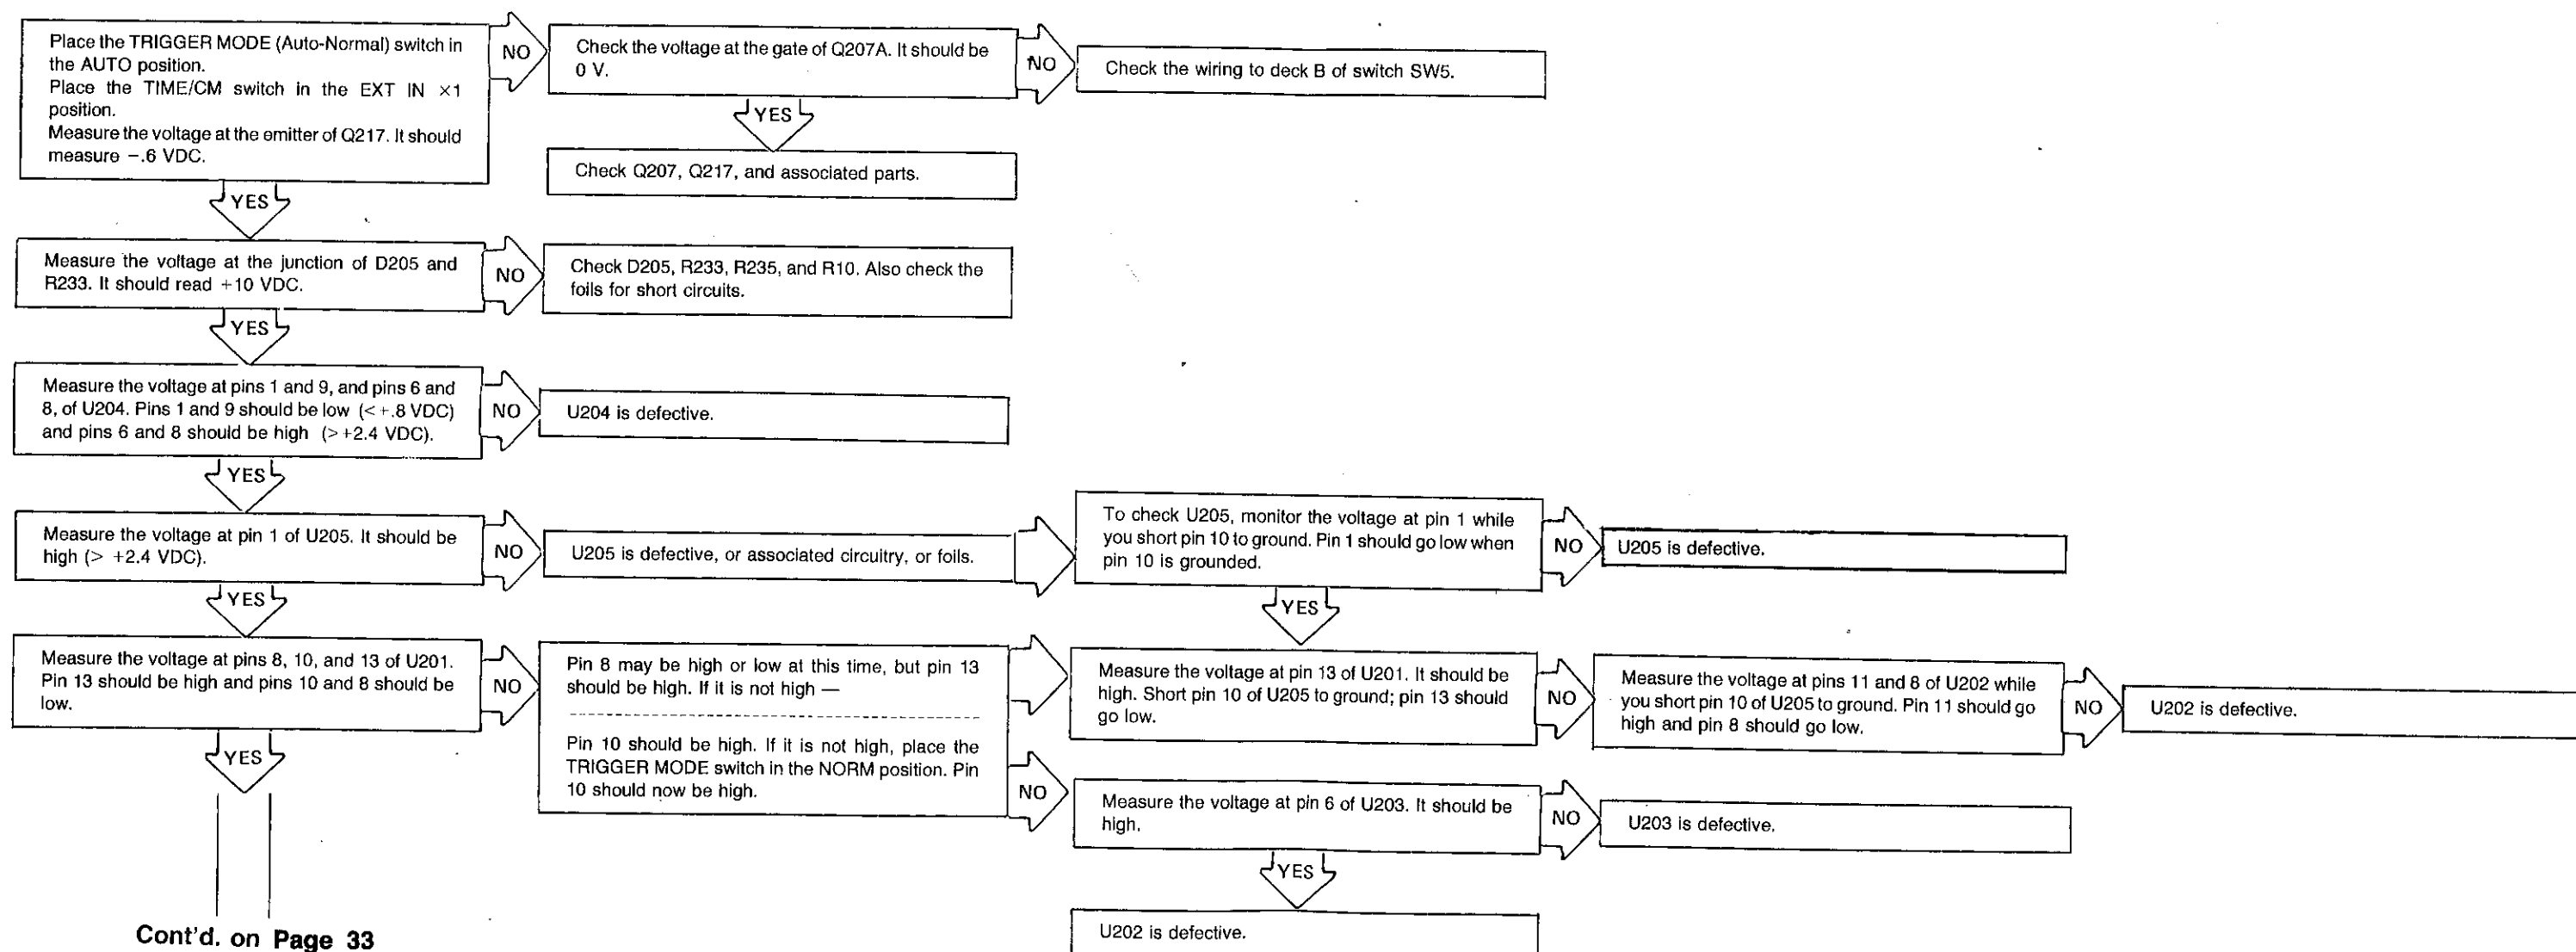 Place the TRIGGER MODE (Auto-Normal) switch in
the AUTO position.
Place the TIME/CM switch in the EXT IN ×1
position.
Measure the voltage at the emitter of Q217. It should
measure −.6 VDC.
NO
Check the voltage at the gate of Q207A. It should be
0 V.
NO
Check the wiring to deck B of switch SW5.
YES
Check Q207, Q217, and associated parts.
YES
Measure the voltage at the junction of D205 and
R233. It should read +10 VDC.
NO
Check D205, R233, R235, and R10. Also check the
foils for short circuits.
YES
Measure the voltage at pins 1 and 9, and pins 6 and
8, of U204. Pins 1 and 9 should be low (< +.8 VDC)
and pins 6 and 8 should be high (> +2.4 VDC).
NO
U204 is defective.
YES
Measure the voltage at pin 1 of U205. It should be
high (> +2.4 VDC).
NO
U205 is defective, or associated circuitry, or foils.
To check U205, monitor the voltage at pin 1 while
you short pin 10 to ground. Pin 1 should go low when
pin 10 is grounded.
NO
U205 is defective.
YES
YES
Measure the voltage at pins 8, 10, and 13 of U201.
Pin 13 should be high and pins 10 and 8 should be
low.
NO
Pin 8 may be high or low at this time, but pin 13
should be high. If it is not high —
Pin 10 should be high. If it is not high, place the
TRIGGER MODE switch in the NORM position. Pin
10 should now be high.
Measure the voltage at pin 13 of U201. It should be
high. Short pin 10 of U205 to ground; pin 13 should
go low.
NO
Measure the voltage at pins 11 and 8 of U202 while
you short pin 10 of U205 to ground. Pin 11 should go
high and pin 8 should go low.
NO
U202 is defective.
YES
NO
Measure the voltage at pin 6 of U203. It should be
high.
NO
U203 is defective.
YES
U202 is defective.
Cont'd. on Page 33